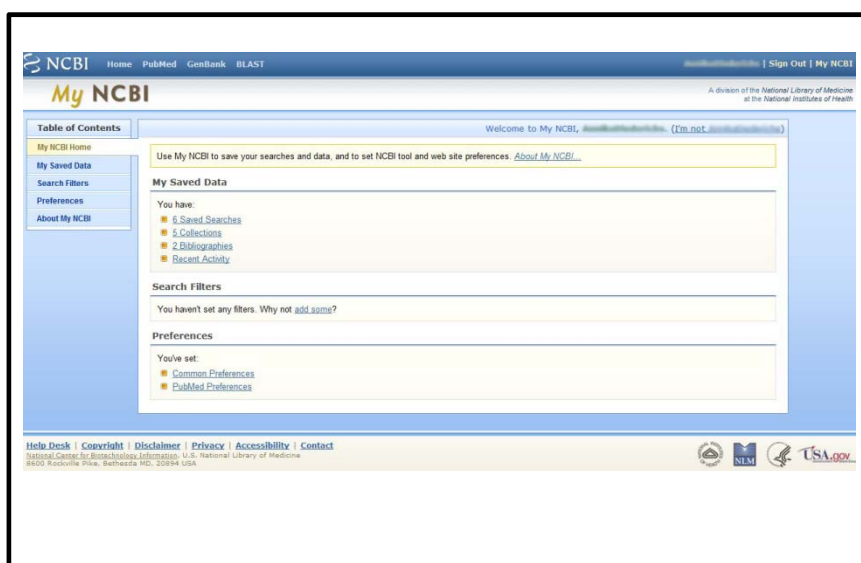 NCBI Home PubMed GenBank BLAST
| Sign Out | My NCBI
My NCBI
A division of the National Library of Medicine
at the National Institutes of Health
Table of Contents
My NCBI Home
My Saved Data
Search Filters
Preferences
About My NCBI
Welcome to My NCBI, . (I'm not )
Use My NCBI to save your searches and data, and to set NCBI tool and web site preferences. About My NCBI...
My Saved Data
You have:
6 Saved Searches
5 Collections
2 Bibliographies
Recent Activity
Search Filters
You haven't set any filters. Why not add some?
Preferences
You've set:
Common Preferences
PubMed Preferences
Help Desk | Copyright | Disclaimer | Privacy | Accessibility | Contact
National Center for Biotechnology Information, U.S. National Library of Medicine
8600 Rockville Pike, Bethesda MD, 20894 USA
NLM
USA.gov